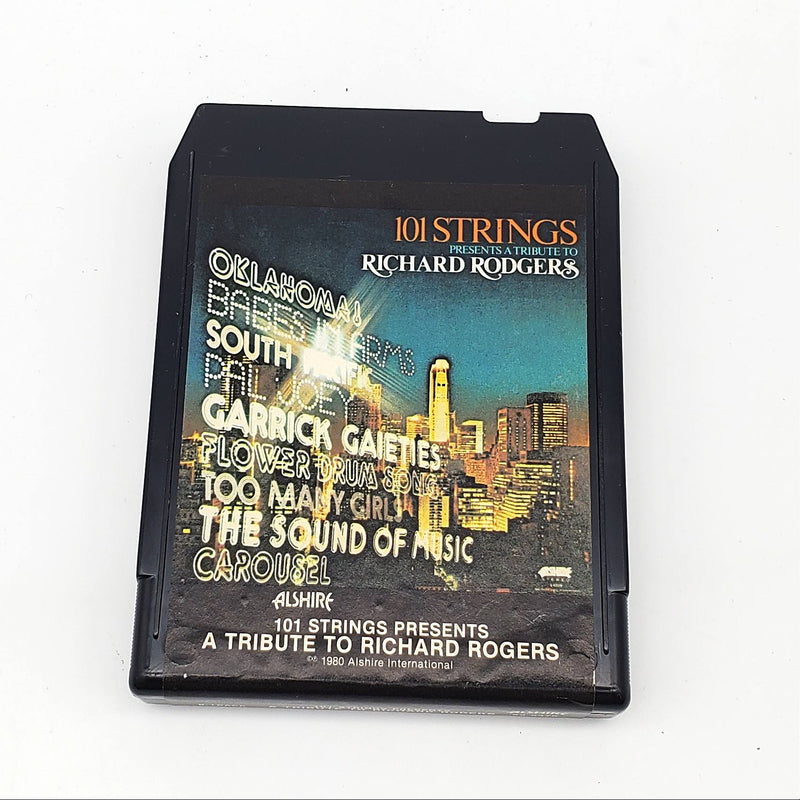 101 STRINGS
PRESENTS A TRIBUTE TO
RICHARD RODGERS
OKLAHOMA!
BABES IN ARMS
SOUTH PACIFIC
PAL JOEY
GARRICK GAIETIES
FLOWER DRUM SONG
TOO MANY GIRLS
THE SOUND OF MUSIC
CAROUSEL
ALSHIRE
ALSHIRE
101 STRINGS PRESENTS
A TRIBUTE TO RICHARD ROGERS
©℗ 1980 Alshire International